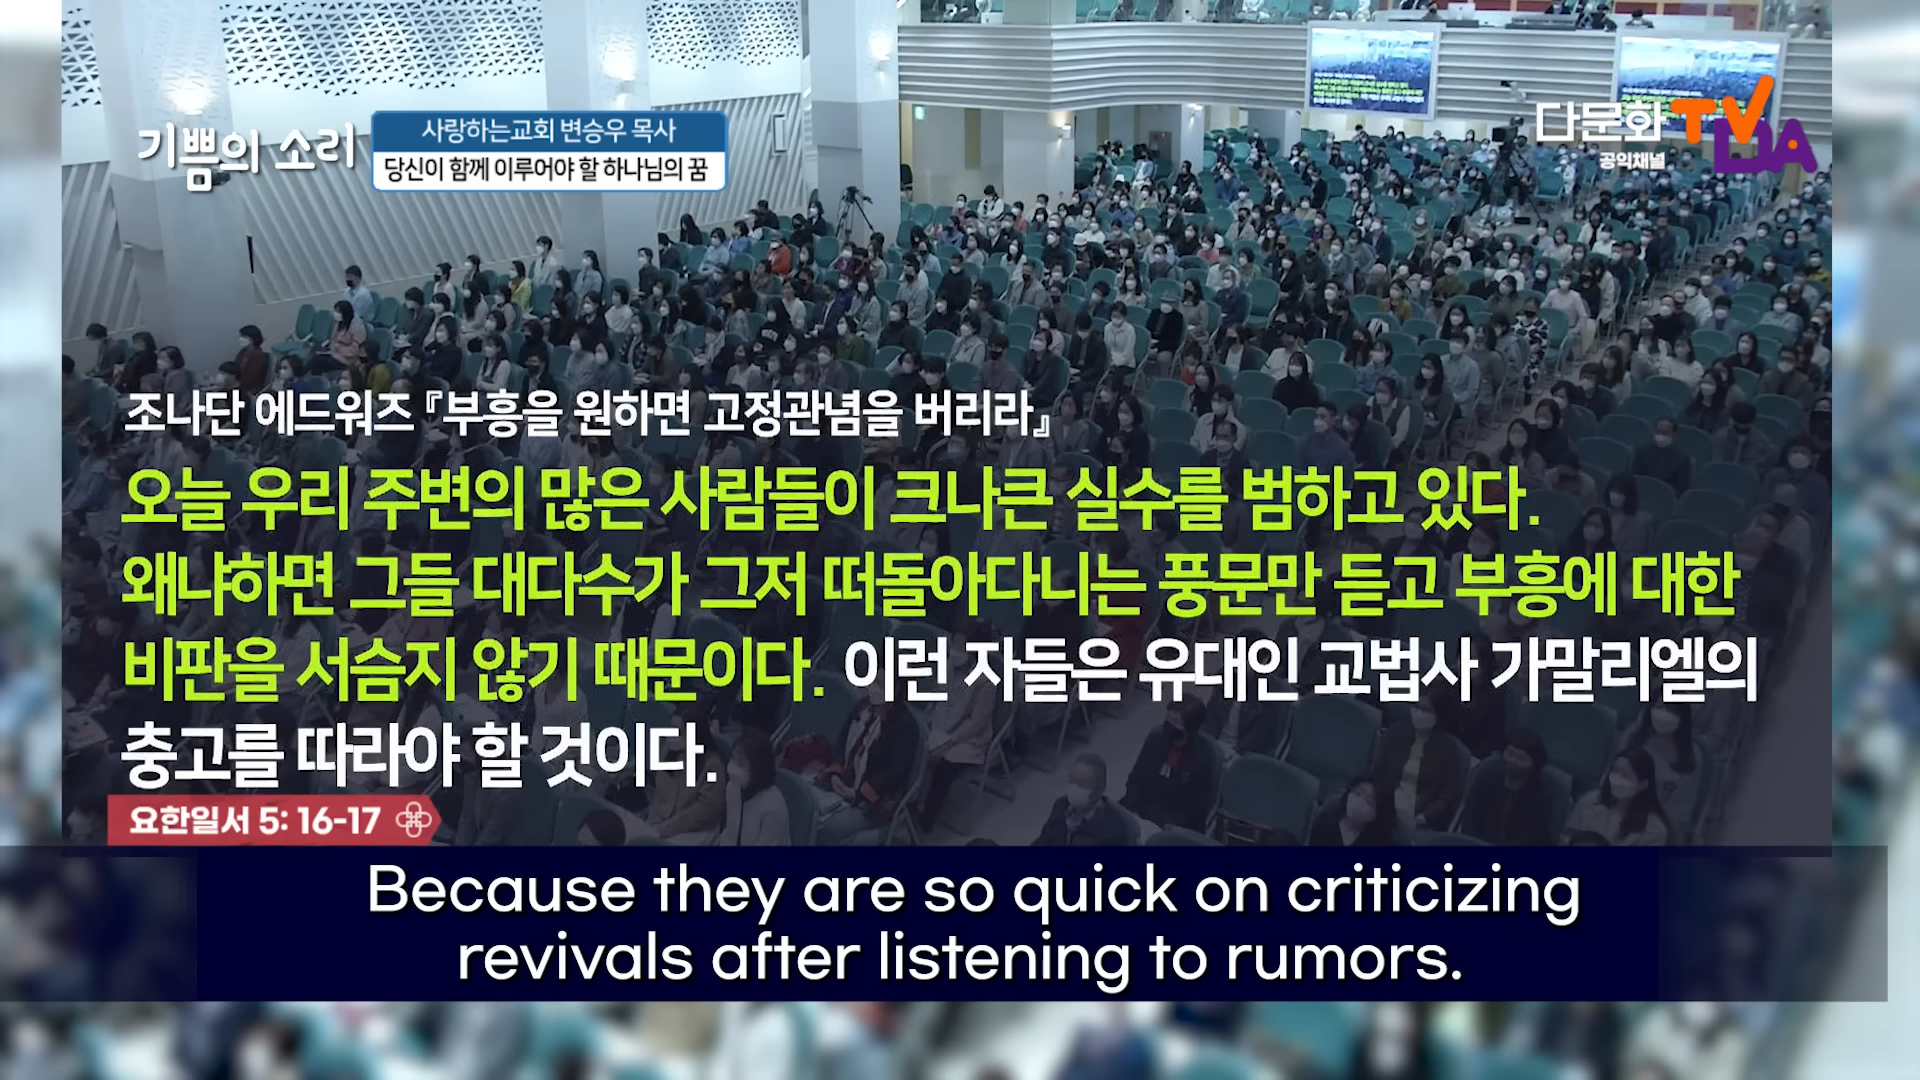 기쁨의 소리
사랑하는교회 변승우 목사
당신이 함께 이루어야 할 하나님의 꿈
다문화 TV
공익채널
DA
조나단 에드워즈 『부흥을 원하면 고정관념을 버리라』
오늘 우리 주변의 많은 사람들이 크나큰 실수를 범하고 있다.
왜냐하면 그들 대다수가 그저 떠돌아다니는 풍문만 듣고 부흥에 대한
비판을 서슴지 않기 때문이다. 이런 자들은 유대인 교법사 가말리엘의
충고를 따라야 할 것이다.
요한일서 5: 16-17
Because they are so quick on criticizing
revivals after listening to rumors.